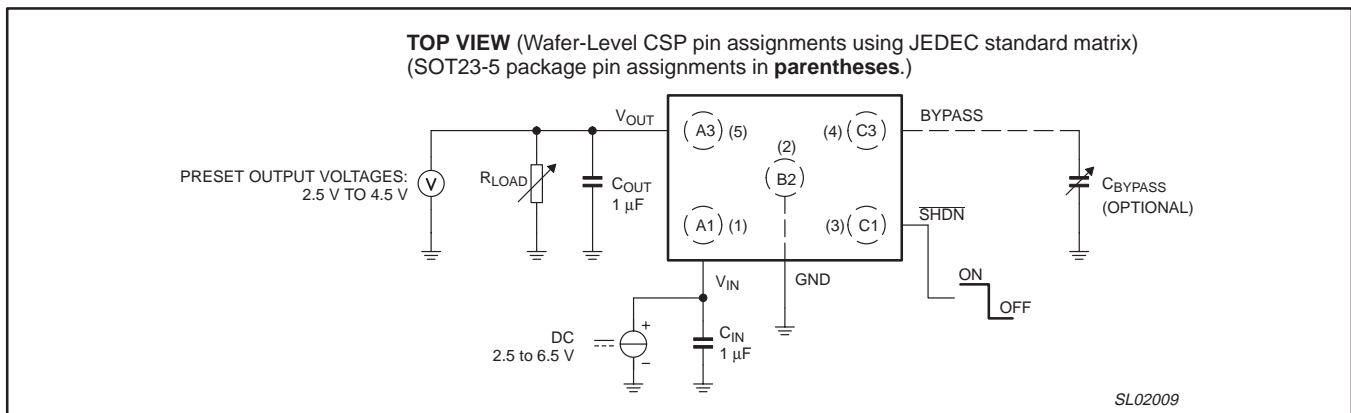 TOP VIEW (Wafer-Level CSP pin assignments using JEDEC standard matrix)
(SOT23-5 package pin assignments in parentheses.)
VOUT
A3 (5)
(4) C3
BYPASS
(2)
B2
PRESET OUTPUT VOLTAGES:
2.5 V TO 4.5 V
V
RLOAD
COUT
1 μF
CBYPASS
(OPTIONAL)
A1 (1)
(3) C1
SHDN
VIN
GND
ON
OFF
DC
2.5 to 6.5 V
+
−
CIN
1 μF
SL02009